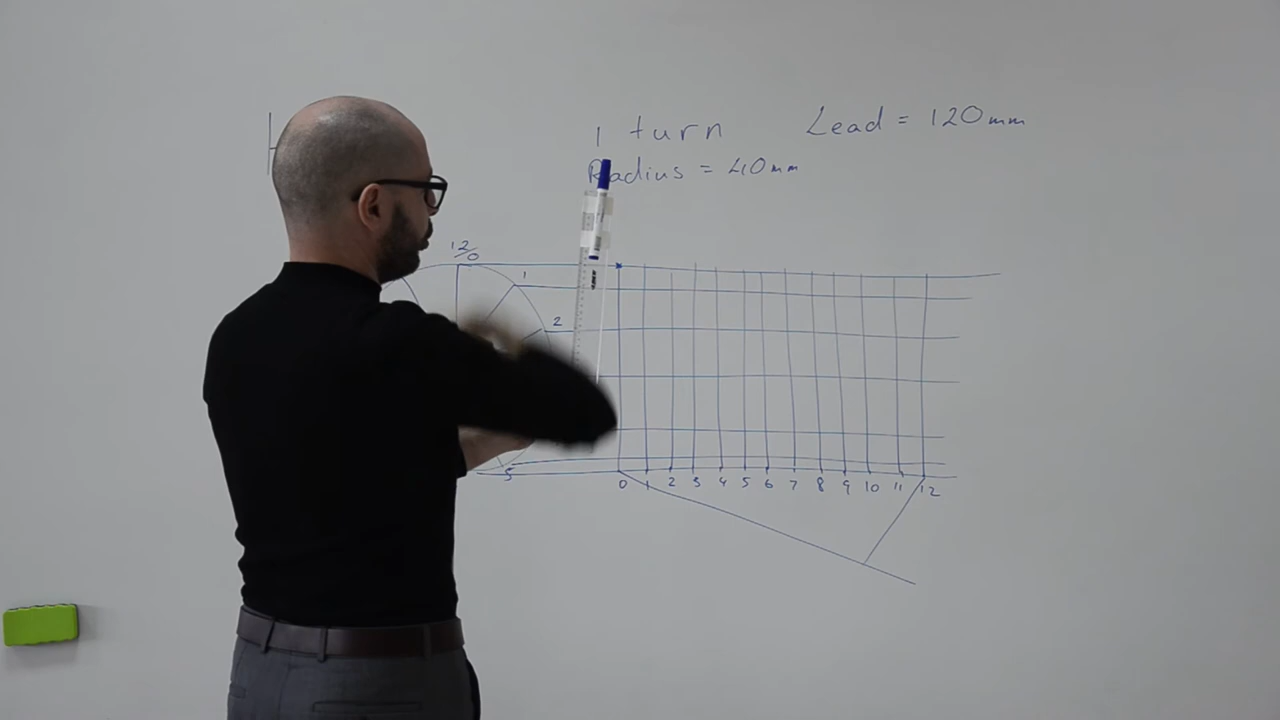 1 turn Lead = 120mm
Radius = 40mm
12/0
1
2
5
0 1 2 3 4 5 6 7 8 9 10 11 12